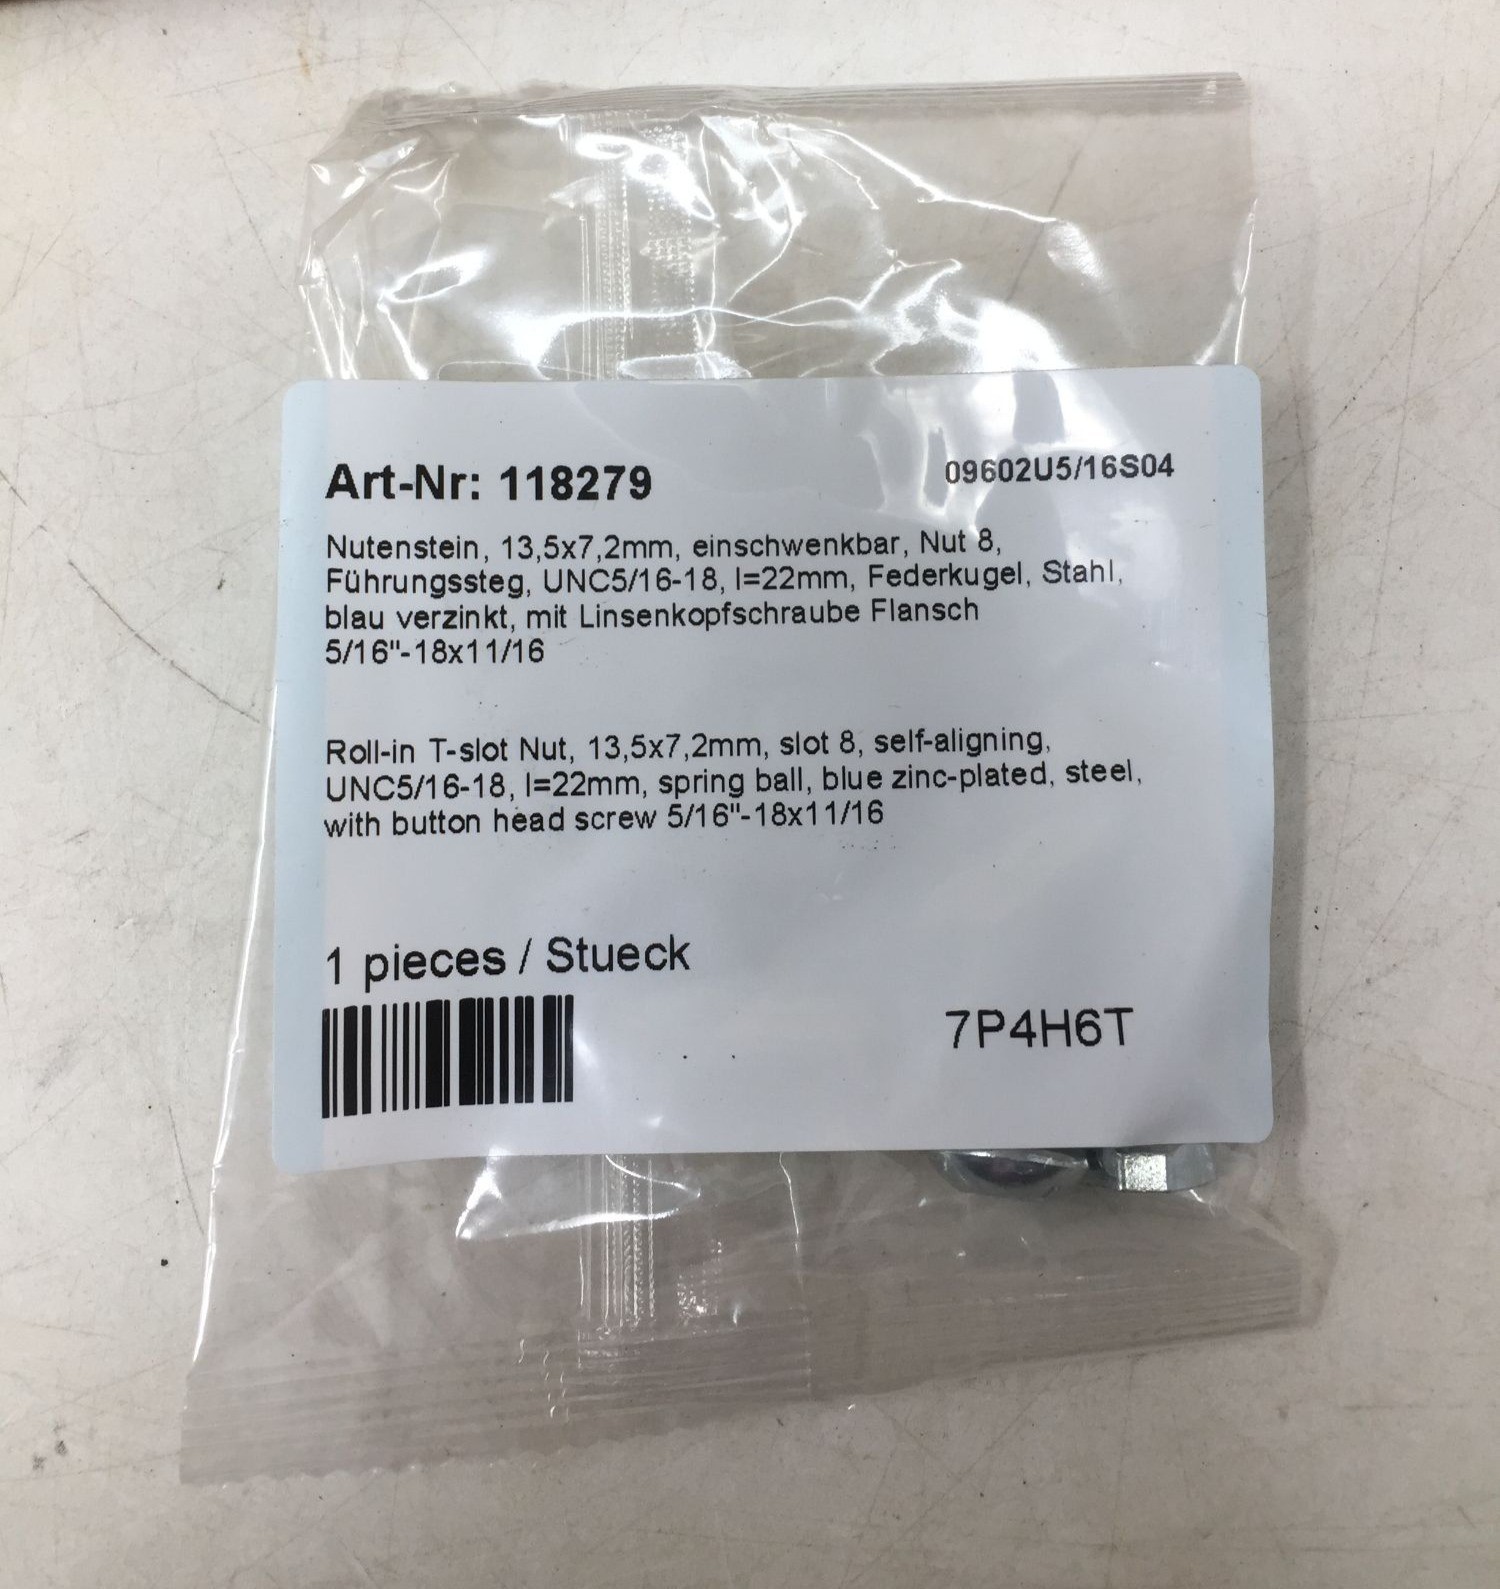 Art-Nr: 118279
09602U5/16S04
Nutenstein, 13,5x7,2mm, einschwenkbar, Nut 8,
Führungssteg, UNC5/16-18, l=22mm, Federkugel, Stahl,
blau verzinkt, mit Linsenkopfschraube Flansch
5/16"-18x11/16
Roll-in T-slot Nut, 13,5x7,2mm, slot 8, self-aligning,
UNC5/16-18, l=22mm, spring ball, blue zinc-plated, steel,
with button head screw 5/16"-18x11/16
1 pieces / Stueck
7P4H6T